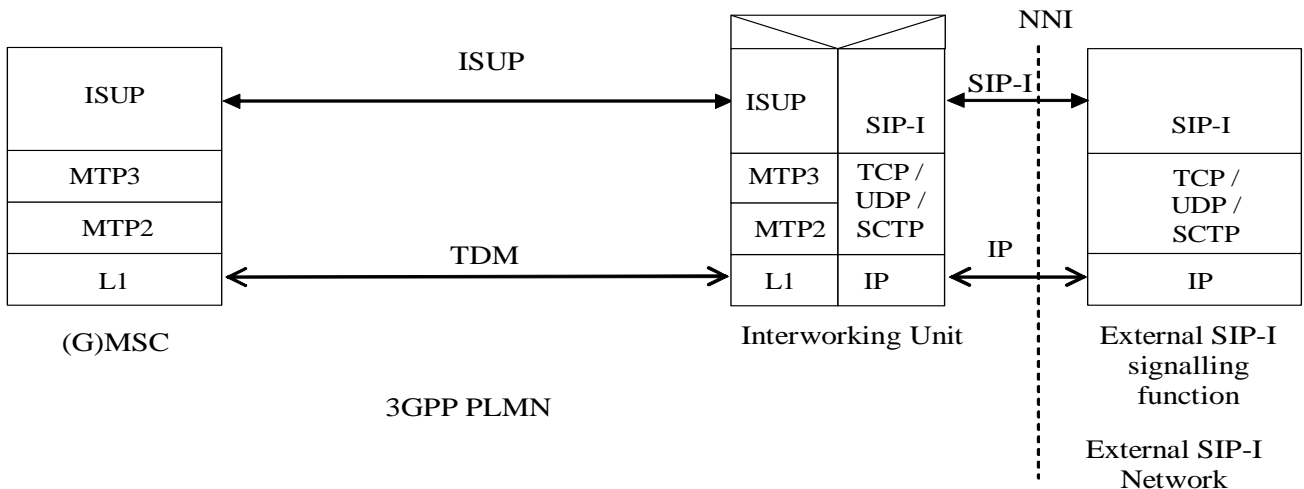 NNI
ISUP
ISUP
ISUP
SIP-I
SIP-I
SIP-I
MTP3
MTP2
MTP3
MTP2
TCP /
UDP /
SCTP
TCP /
UDP /
SCTP
TDM
IP
L1
L1
IP
IP
(G)MSC
Interworking Unit
External SIP-I
signalling
function
3GPP PLMN
External SIP-I
Network